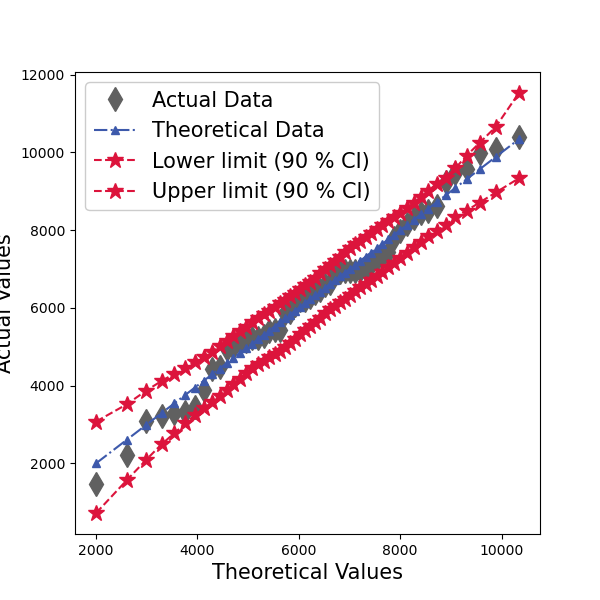 12000
10000
8000
6000
4000
2000
Actual Values
Actual Data
Theoretical Data
Lower limit (90 % CI)
Upper limit (90 % CI)
2000 4000 6000 8000 10000
Theoretical Values